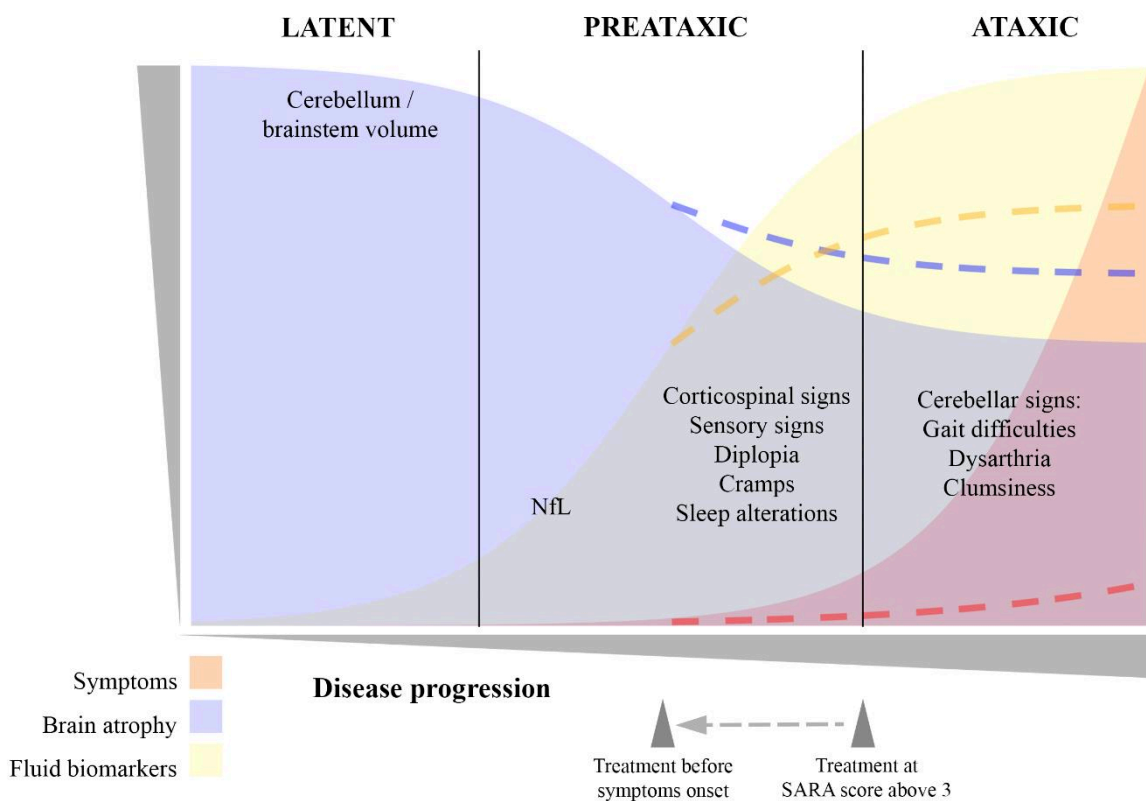 LATENT
PREATAXIC
ATAXIC
Cerebellum /
brainstem volume
NfL
Corticospinal signs
Sensory signs
Diplopia
Cramps
Sleep alterations
Cerebellar signs:
Gait difficulties
Dysarthria
Clumsiness
Symptoms
Brain atrophy
Fluid biomarkers
Disease progression
Treatment before
symptoms onset
Treatment at
SARA score above 3